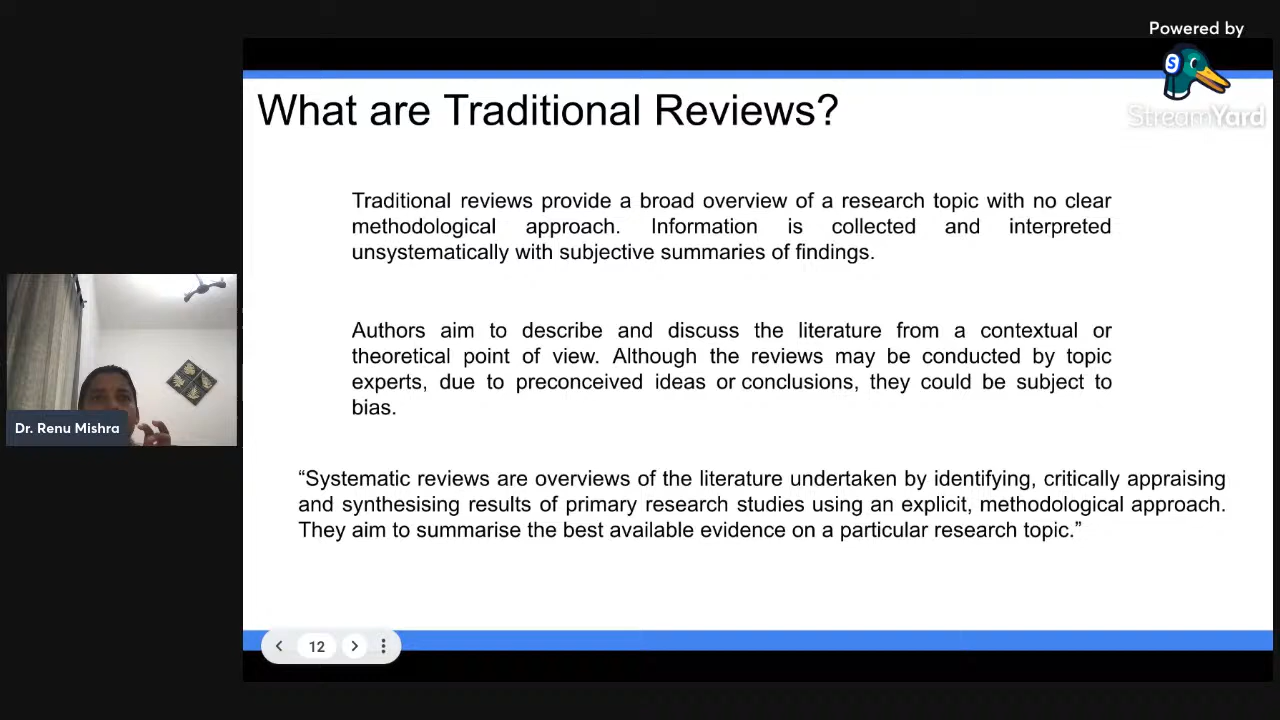 Powered by
StreamYard
What are Traditional Reviews?
Traditional reviews provide a broad overview of a research topic with no clear
methodological approach. Information is collected and interpreted
unsystematically with subjective summaries of findings.
Authors aim to describe and discuss the literature from a contextual or
theoretical point of view. Although the reviews may be conducted by topic
experts, due to preconceived ideas or conclusions, they could be subject to
bias.
Dr. Renu Mishra
“Systematic reviews are overviews of the literature undertaken by identifying, critically appraising
and synthesising results of primary research studies using an explicit, methodological approach.
They aim to summarise the best available evidence on a particular research topic.”
12